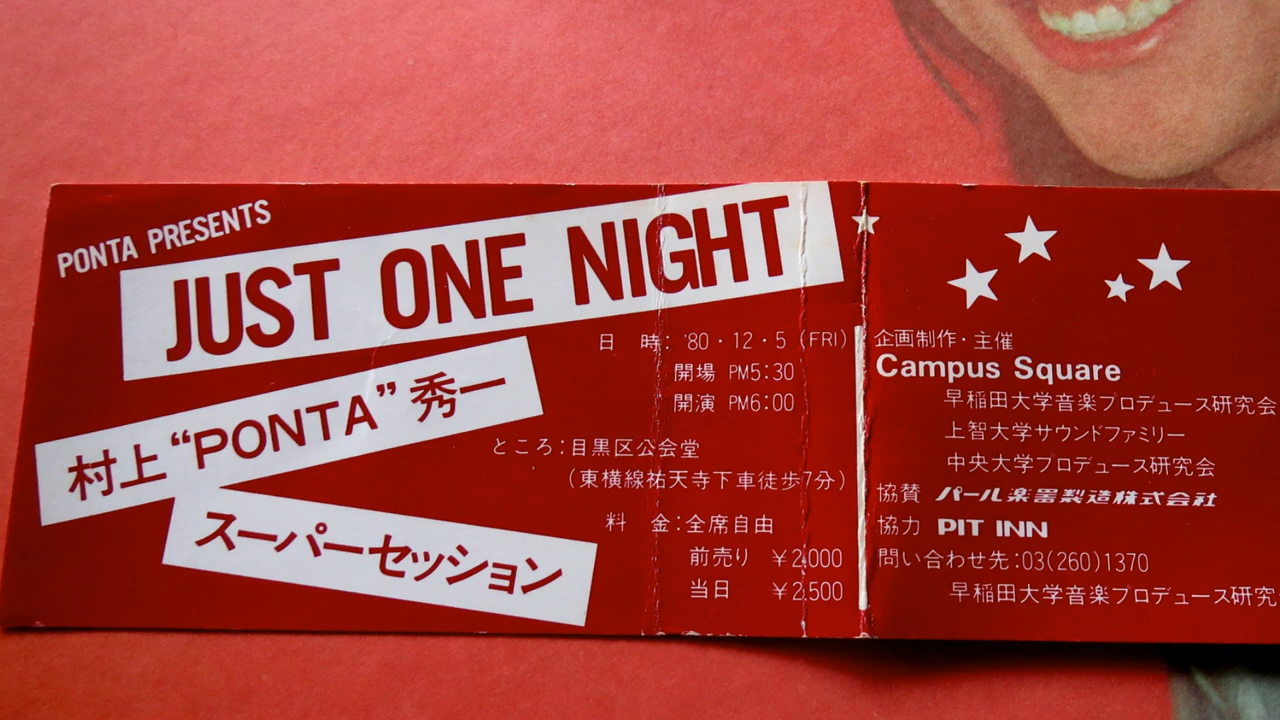 PONTA PRESENTS
JUST ONE NIGHT
村上“PONTA”秀一
スーパーセッション
日　時：'80・12・5（FRI）
開場 PM5:30
開演 PM6:00
ところ：目黒区公会堂
（東横線祐天寺下車徒歩7分）
料　金：全席自由
前売り　￥2,000
当日　￥2,500
企画制作・主催
Campus Square
早稲田大学音楽プロデュース研究会
上智大学サウンドファミリー
中央大学プロデュース研究会
協賛 パール楽器製造株式会社
協力 PIT INN
問い合わせ先：03(260)1370
早稲田大学音楽プロデュース研究